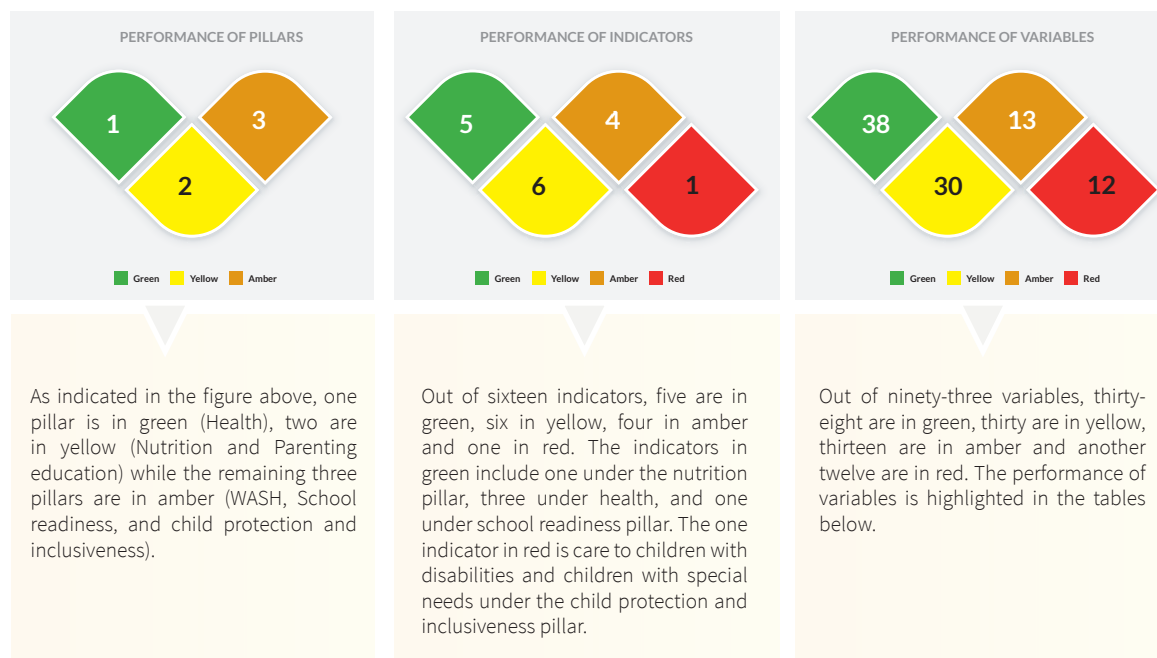 PERFORMANCE OF PILLARS
1
3
2
Green Yellow Amber
As indicated in the figure above, one
pillar is in green (Health), two are
in yellow (Nutrition and Parenting
education) while the remaining three
pillars are in amber (WASH, School
readiness, and child protection and
inclusiveness).
PERFORMANCE OF INDICATORS
5
4
6
1
Green Yellow Amber Red
Out of sixteen indicators, five are in
green, six in yellow, four in amber
and one in red. The indicators in
green include one under the nutrition
pillar, three under health, and one
under school readiness pillar. The one
indicator in red is care to children with
disabilities and children with special
needs under the child protection and
inclusiveness pillar.
PERFORMANCE OF VARIABLES
38
13
30
12
Green Yellow Amber Red
Out of ninety-three variables, thirty-
eight are in green, thirty are in yellow,
thirteen are in amber and another
twelve are in red. The performance of
variables is highlighted in the tables
below.